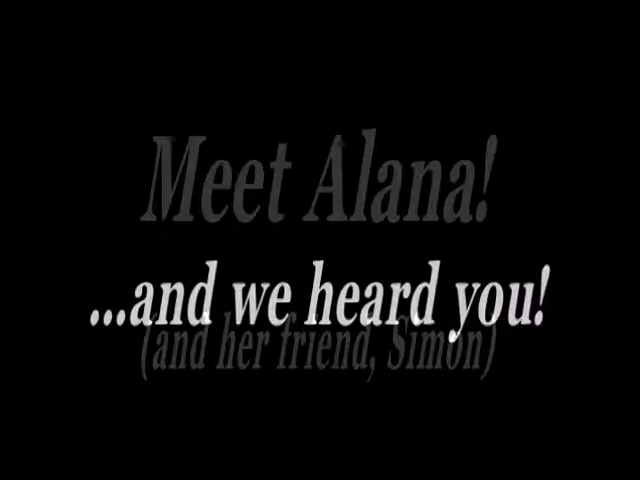 Meet Alana!
...and we heard you!
(and her friend, Simon)